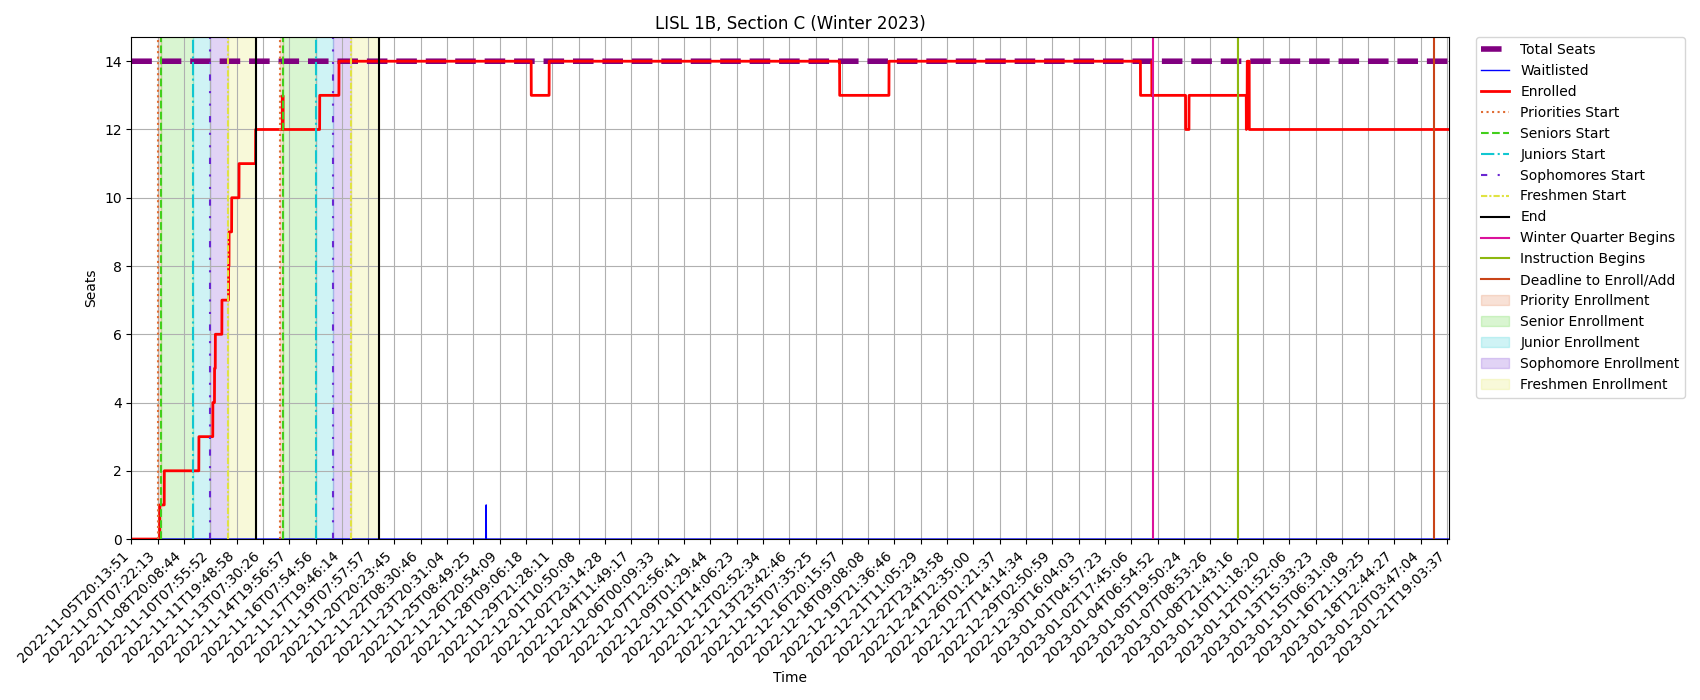 LISL 1B, Section C (Winter 2023)
Seats
14
12
10
8
6
4
2
0
2022-11-05T20:13:51
2022-11-07T07:22:13
2022-11-08T20:08:44
2022-11-10T07:55:52
2022-11-11T19:48:58
2022-11-13T07:30:26
2022-11-14T19:56:57
2022-11-16T07:54:56
2022-11-17T19:46:14
2022-11-19T07:57:57
2022-11-20T20:23:45
2022-11-22T08:30:46
2022-11-23T20:31:04
2022-11-25T08:49:25
2022-11-26T20:54:09
2022-11-28T09:06:18
2022-11-29T21:28:11
2022-12-01T10:50:08
2022-12-02T23:14:28
2022-12-04T11:49:17
2022-12-06T00:09:33
2022-12-07T12:56:41
2022-12-09T01:29:44
2022-12-10T14:06:23
2022-12-12T02:52:34
2022-12-13T23:42:46
2022-12-15T07:35:25
2022-12-16T20:15:57
2022-12-18T09:08:08
2022-12-19T21:36:46
2022-12-21T11:05:29
2022-12-22T23:43:58
2022-12-24T12:35:00
2022-12-26T01:21:37
2022-12-27T14:14:34
2022-12-29T02:50:59
2022-12-30T16:04:03
2023-01-01T04:57:23
2023-01-02T17:45:06
2023-01-04T06:54:52
2023-01-05T19:50:24
2023-01-07T08:53:26
2023-01-08T21:43:16
2023-01-10T11:18:20
2023-01-12T01:52:06
2023-01-13T15:33:23
2023-01-15T06:31:08
2023-01-16T21:19:25
2023-01-18T12:44:27
2023-01-20T03:47:04
2023-01-21T19:03:37
Time
Total Seats
Waitlisted
Enrolled
Priorities Start
Seniors Start
Juniors Start
Sophomores Start
Freshmen Start
End
Winter Quarter Begins
Instruction Begins
Deadline to Enroll/Add
Priority Enrollment
Senior Enrollment
Junior Enrollment
Sophomore Enrollment
Freshmen Enrollment